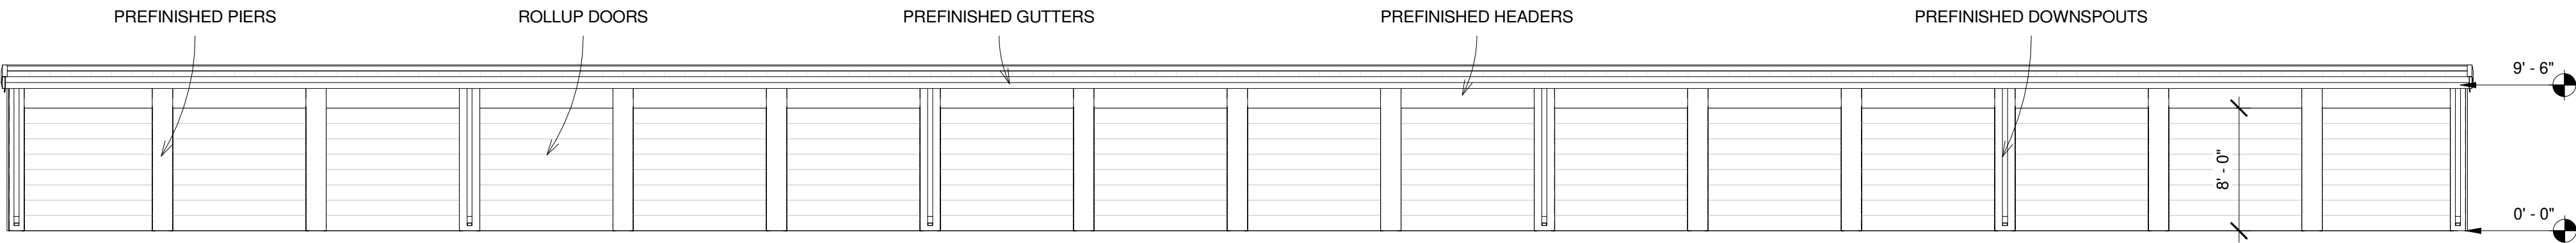 PREFINISHED PIERS
ROLLUP DOORS
PREFINISHED GUTTERS
PREFINISHED HEADERS
PREFINISHED DOWNSPOUTS
9' - 6"
8' - 0"
0' - 0"